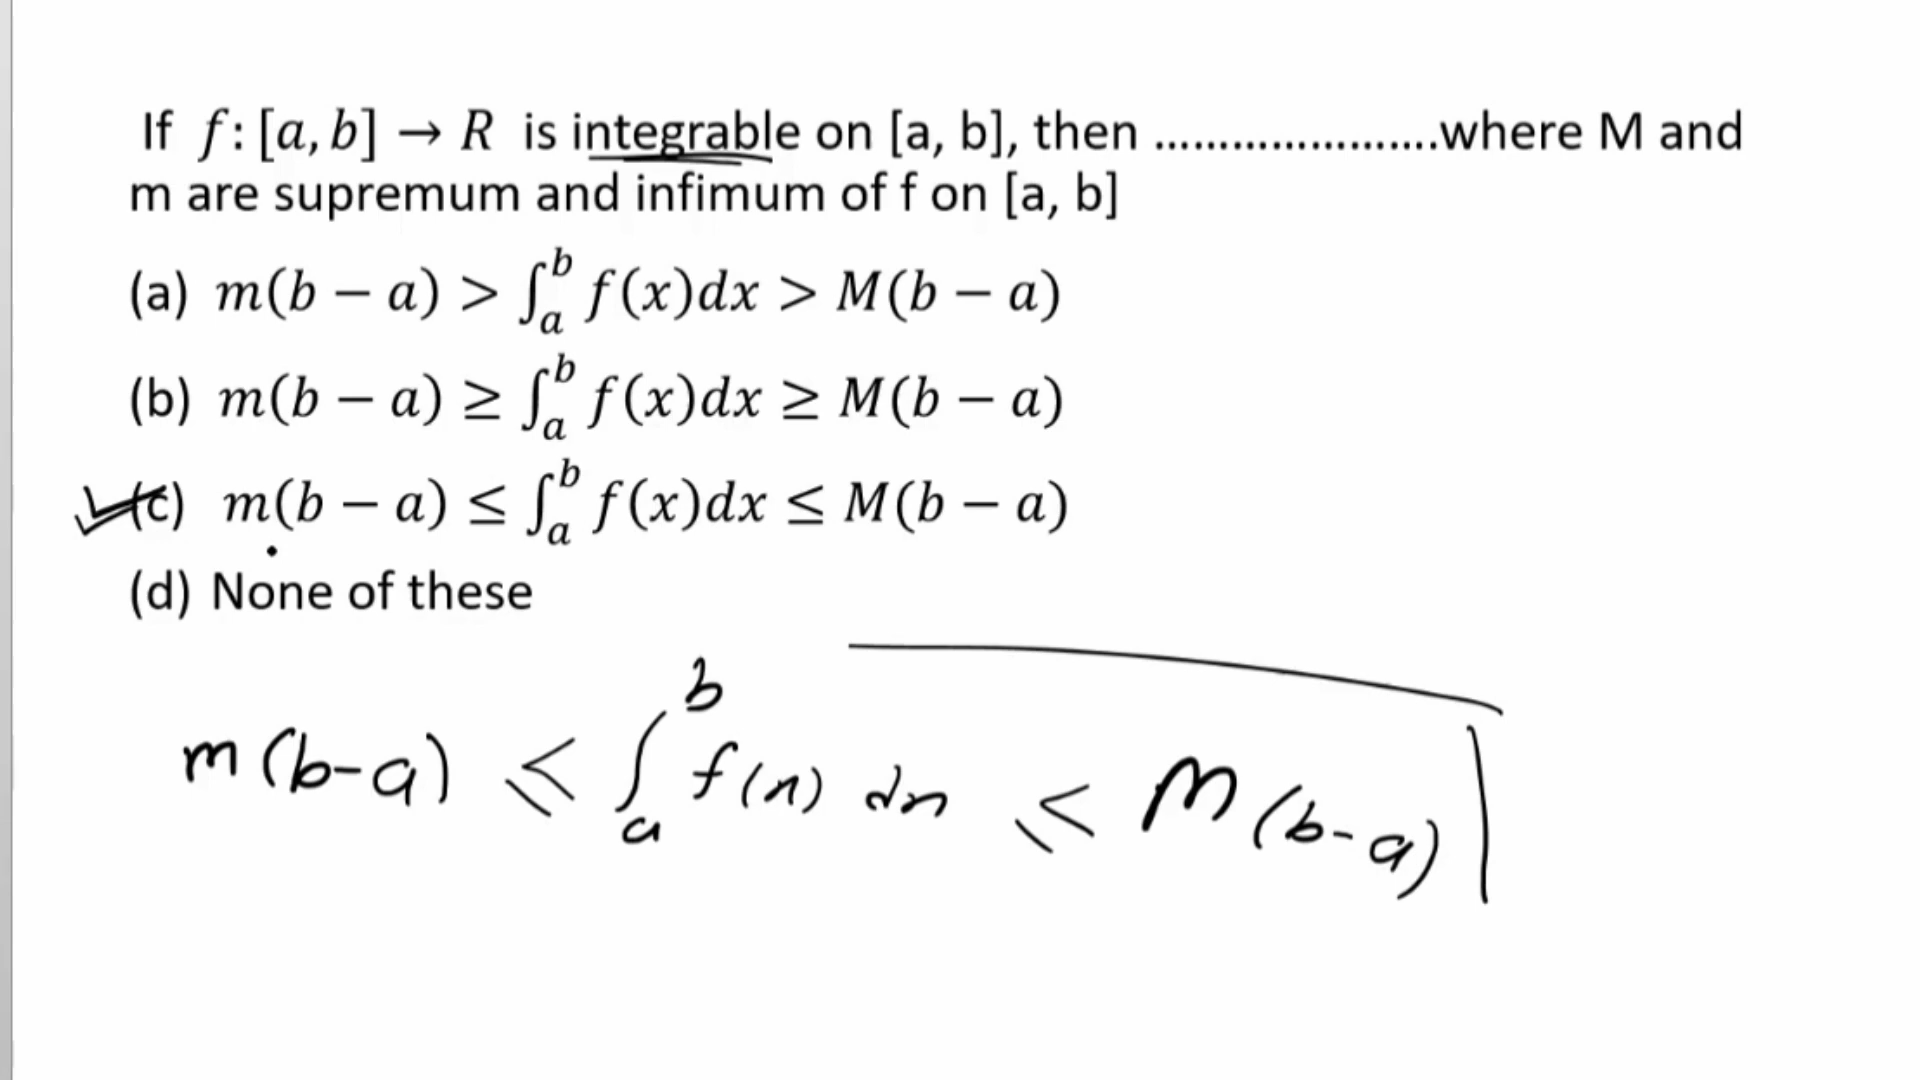 If f:[a,b] → R is integrable on [a, b], then ......................where M and
m are supremum and infimum of f on [a, b]
(a) m(b − a) > ∫_a^b f(x)dx > M(b − a)
(b) m(b − a) ≥ ∫_a^b f(x)dx ≥ M(b − a)
(c) m(b − a) ≤ ∫_a^b f(x)dx ≤ M(b − a)
(d) None of these
m(b-a) ≤ ∫_a^b f(x) dx ≤ M(b-a)